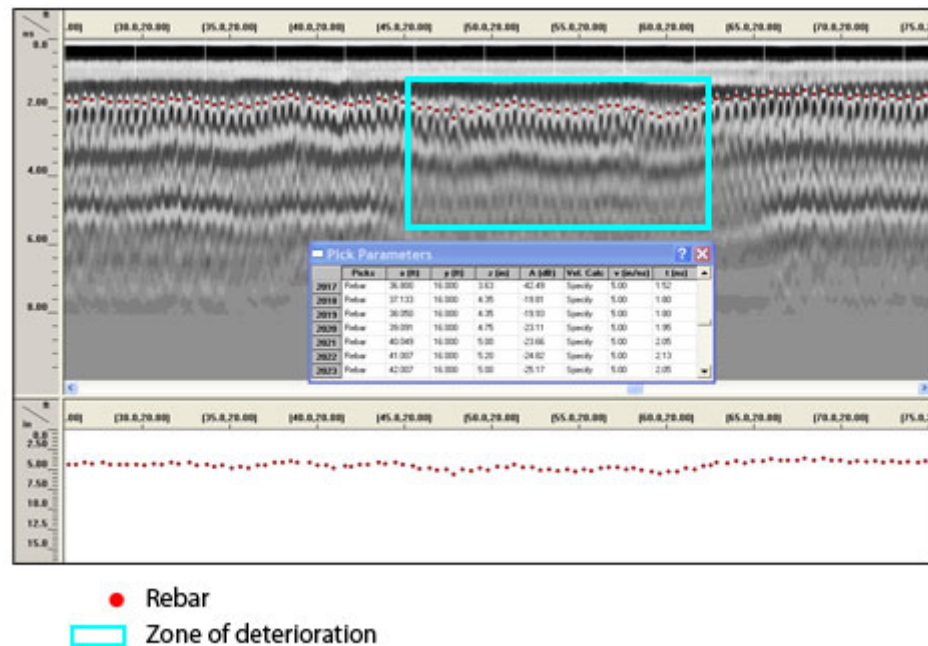 ft
.00) (30.0,20.00) (35.0,20.00) (40.0,20.00) (45.0,20.00) (50.0,20.00) (55.0,20.00) (60.0,20.00) (65.0,20.00) (70.0,20.00) (75.0,
ns
0.0
2.00
4.00
6.00
8.00
Pick Parameters ? X
Picks x (ft) y (ft) z (in) A (dB) Vel. Calc v (in/ns) t (ns)
2017 Rebar 36.000 16.000 3.63 -42.49 Specify 5.00 1.52
2018 Rebar 37.133 16.000 4.35 -19.81 Specify 5.00 1.80
2019 Rebar 38.050 16.000 4.35 -19.93 Specify 5.00 1.80
2020 Rebar 39.091 16.000 4.75 -23.11 Specify 5.00 1.95
2021 Rebar 40.049 16.000 5.00 -23.66 Specify 5.00 2.05
2022 Rebar 41.007 16.000 5.20 -24.82 Specify 5.00 2.13
2023 Rebar 42.007 16.000 5.00 -25.17 Specify 5.00 2.05
ft
.00) (30.0,20.00) (35.0,20.00) (40.0,20.00) (45.0,20.00) (50.0,20.00) (55.0,20.00) (60.0,20.00) (65.0,20.00) (70.0,20.00) (75.0,
in
0.0
2.50
5.00
7.50
10.0
12.5
15.0
Rebar
Zone of deterioration